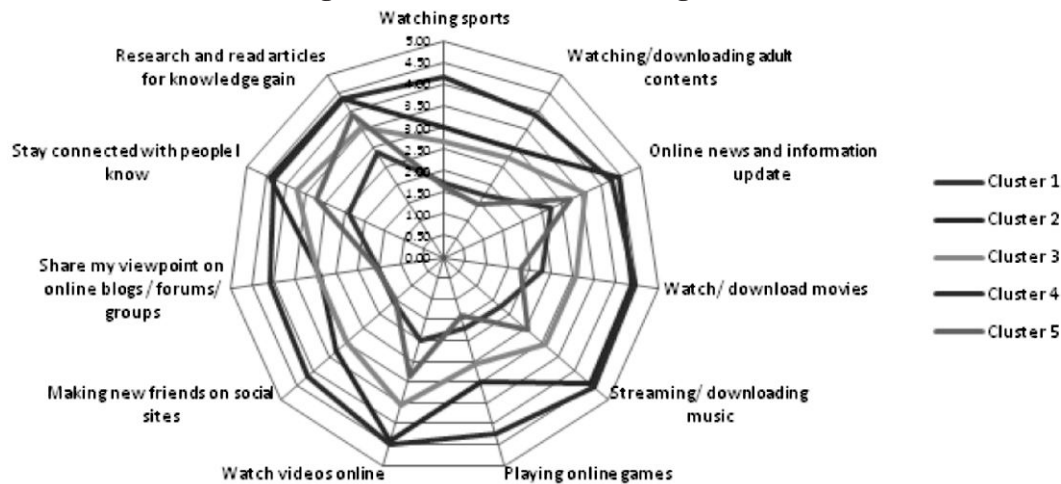 Watching sports
5.00
4.50
4.00
3.50
3.00
2.50
2.00
1.50
1.00
0.50
0.00
Watching/downloading adult
contents
Online news and information
update
Watch/ download movies
Streaming/ downloading
music
Playing online games
Watch videos online
Making new friends on social
sites
Share my viewpoint on
online blogs / forums/
groups
Stay connected with people I
know
Research and read articles
for knowledge gain
Cluster 1
Cluster 2
Cluster 3
Cluster 4
Cluster 5